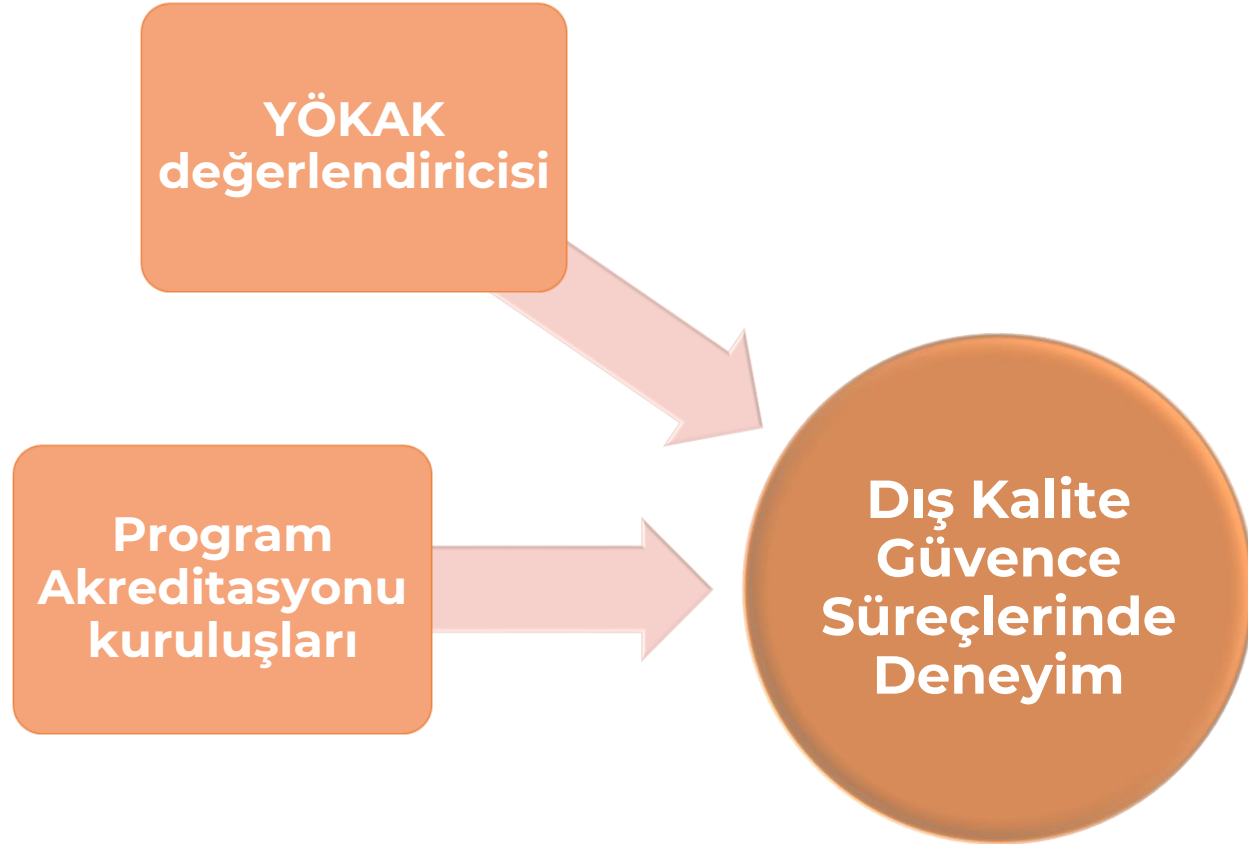 YÖKAK
değerlendiricisi
Program
Akreditasyonu
kuruluşları
Dış Kalite
Güvence
Süreçlerinde
Deneyim